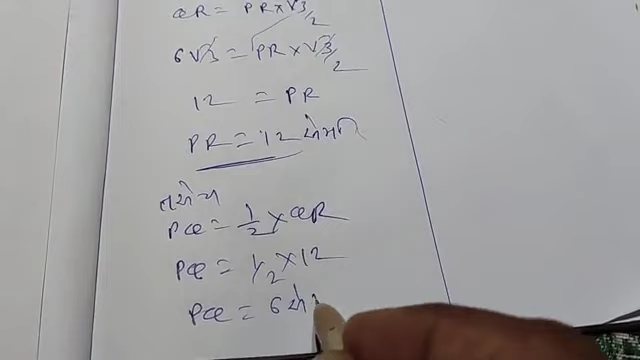 QR = PR × √3/2
6√3 = PR × √3/2
12 = PR
PR = 12 સેમી
તથા
PQ = 1/2 × QR
PQ = 1/2 × 12
PQ = 6 સે